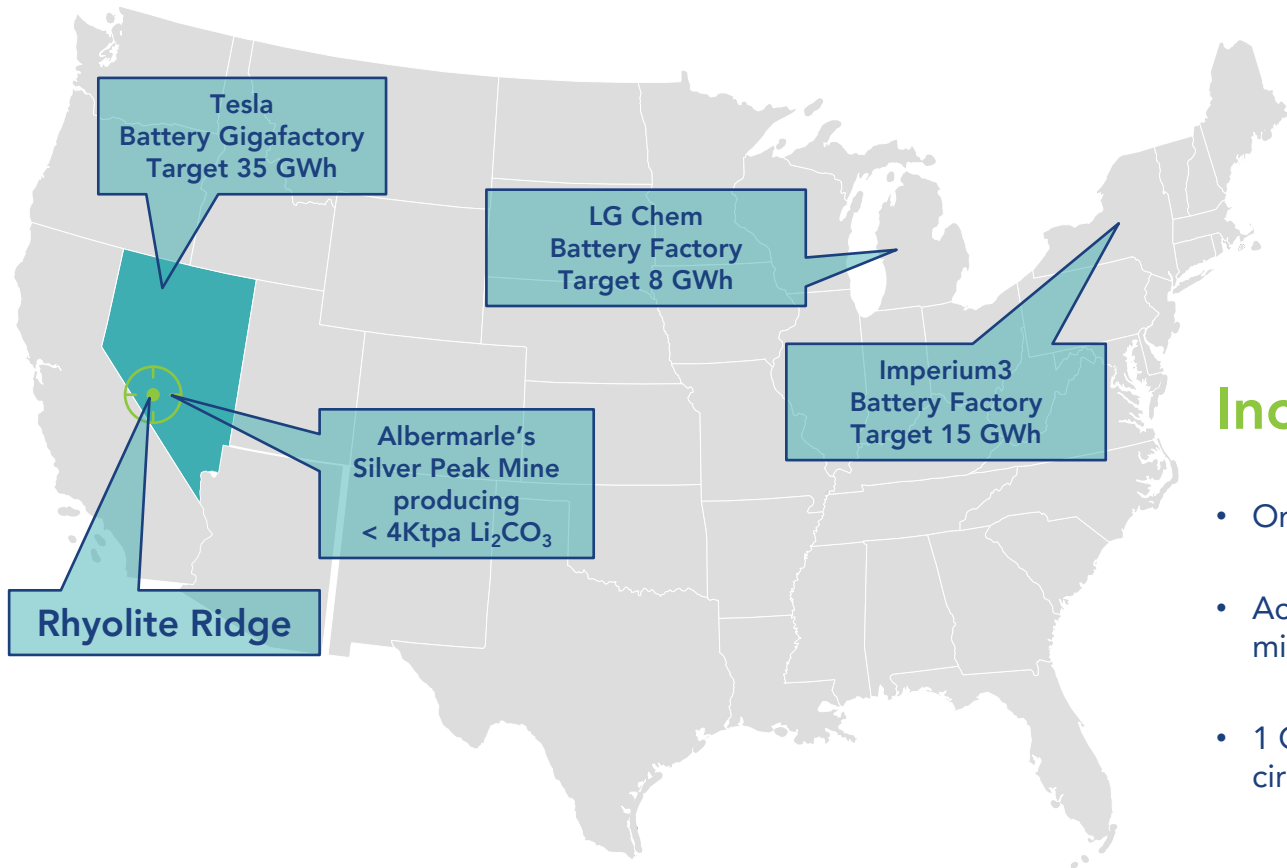 Tesla
Battery Gigafactory
Target 35 GWh
LG Chem
Battery Factory
Target 8 GWh
Imperium3
Battery Factory
Target 15 GWh
Albermarle's
Silver Peak Mine
producing
< 4Ktpa Li₂CO₃
Rhyolite Ridge
• 
• 
• 1